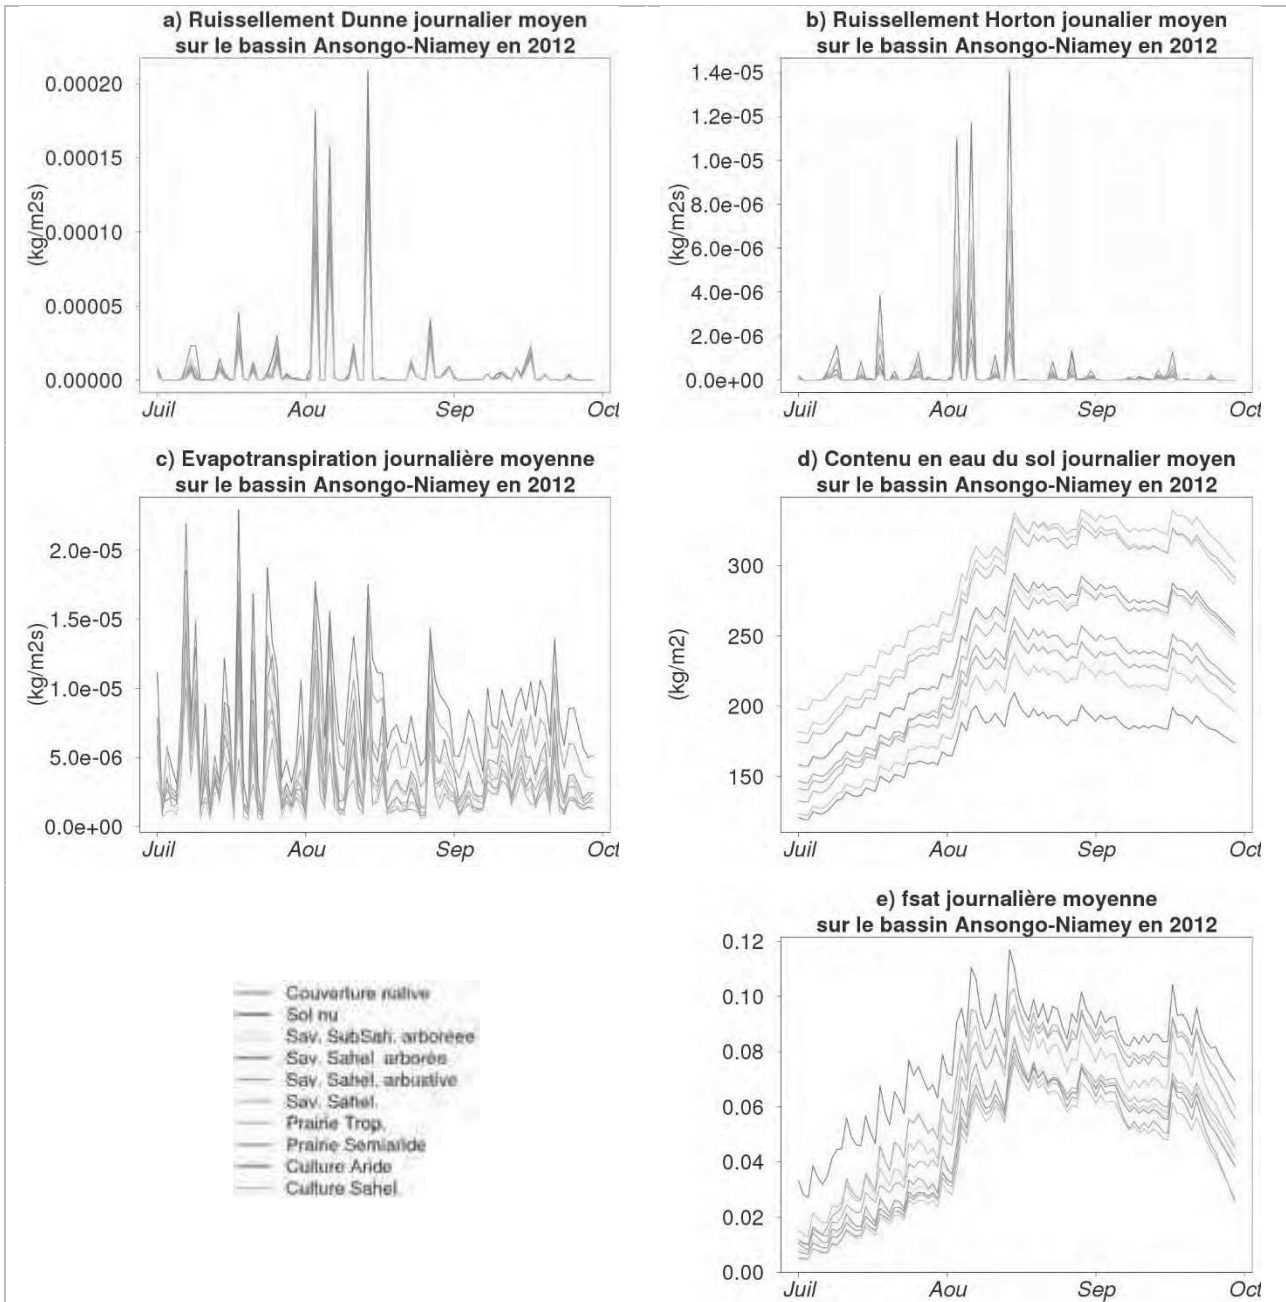 a) Ruissellement Dunne journalier moyen
sur le bassin Ansongo-Niamey en 2012
0.00020
0.00015
0.00010
0.00005
0.00000
(kg/m2s)
Juil Aou Sep Oct
b) Ruissellement Horton jounalier moyen
sur le bassin Ansongo-Niamey en 2012
1.4e-05
1.2e-05
1.0e-05
8.0e-06
6.0e-06
4.0e-06
2.0e-06
0.0e+00
(kg/m2s)
Juil Aou Sep Oct
c) Evapotranspiration journalière moyenne
sur le bassin Ansongo-Niamey en 2012
2.0e-05
1.5e-05
1.0e-05
5.0e-06
0.0e+00
(kg/m2s)
Juil Aou Sep Oct
d) Contenu en eau du sol journalier moyen
sur le bassin Ansongo-Niamey en 2012
300
250
200
150
(kg/m2)
Juil Aou Sep Oct
Couverture native
Sol nu
Sav. SubSah. arboréee
Sav. Sahel. arborée
Sav. Sahel. arbustive
Sav. Sahel.
Prairie Trop.
Prairie Semiaride
Culture Aride
Culture Sahel.
e) fsat journalière moyenne
sur le bassin Ansongo-Niamey en 2012
0.12
0.10
0.08
0.06
0.04
0.02
0.00
Juil Aou Sep Oct